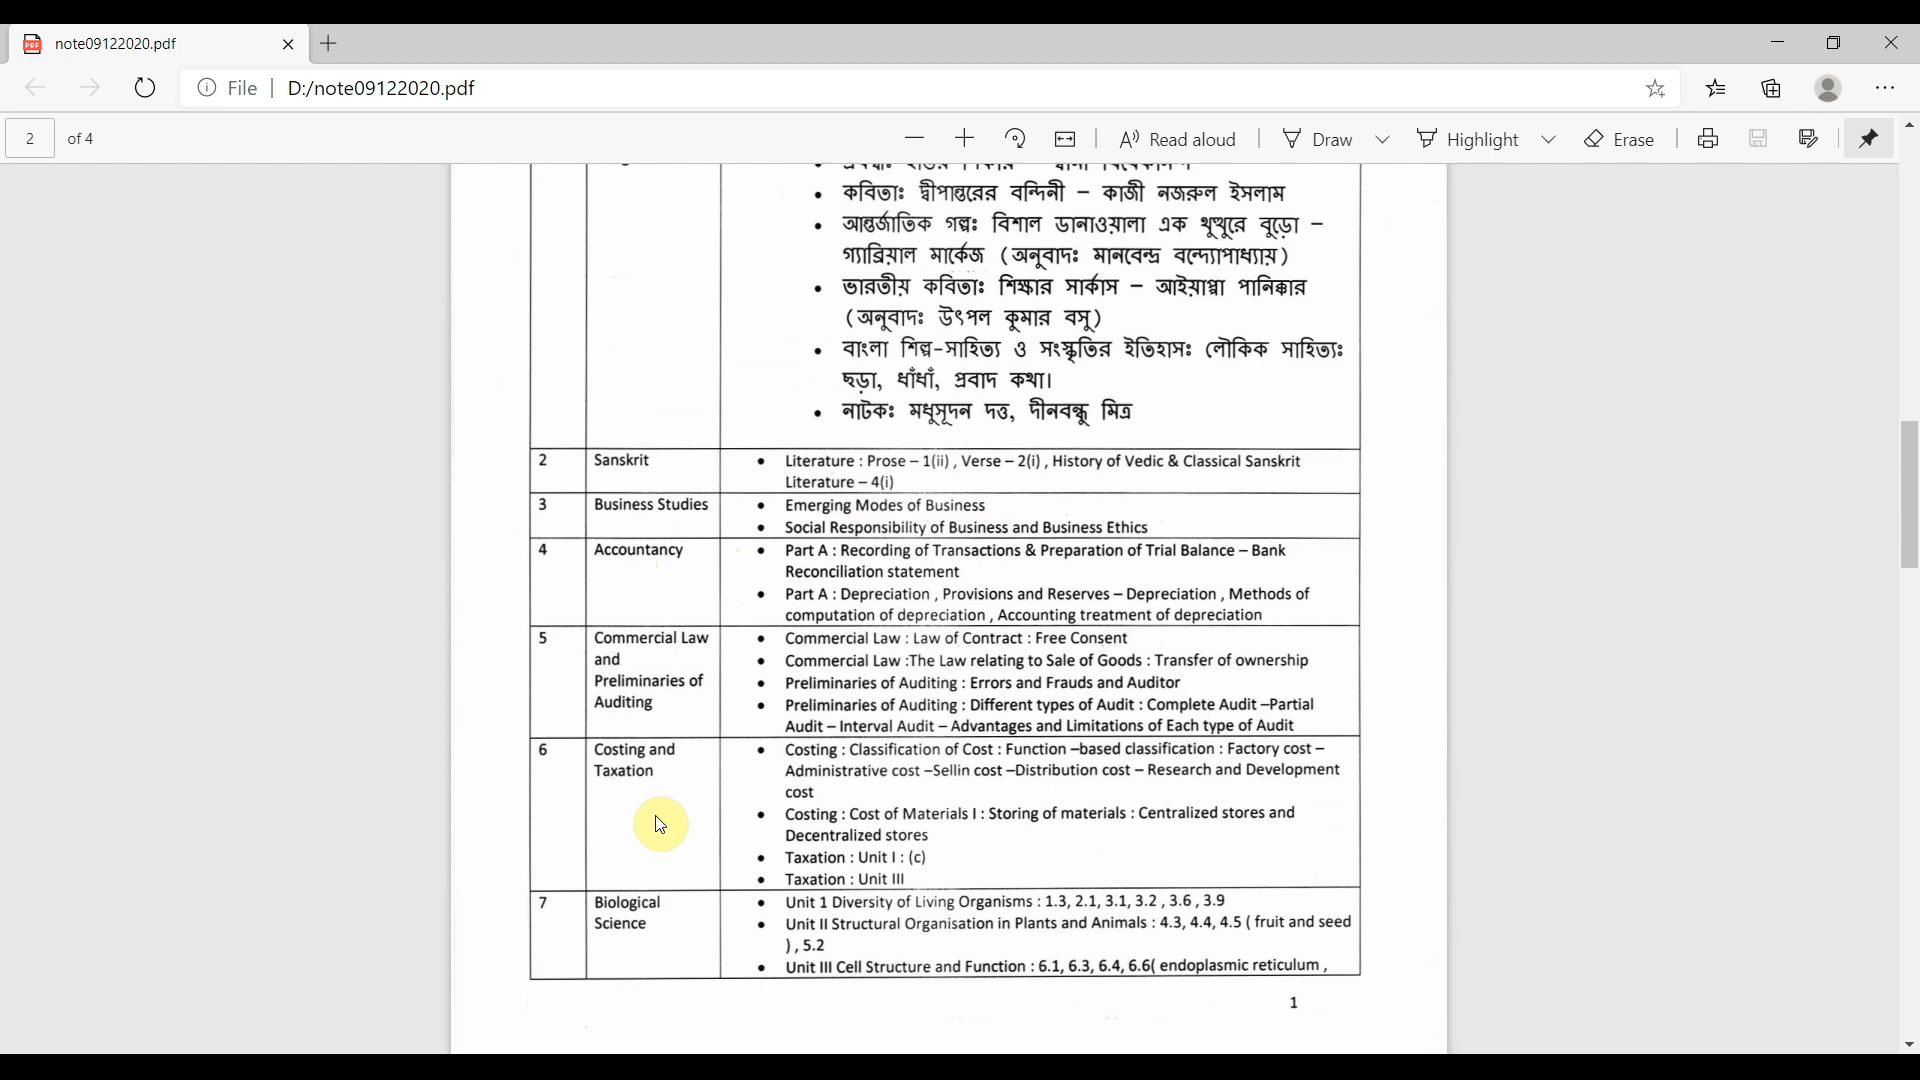 note09122020.pdf
File
D:/note09122020.pdf
2 of 4
Read aloud
Draw
Highlight
Erase
• কবিতাঃ দ্বীপান্তরের বন্দিনী – কাজী নজরুল ইসলাম
• আন্তর্জাতিক গল্পঃ বিশাল ডানাওয়ালা এক থুত্থুরে বুড়ো –
গ্যাব্রিয়াল মার্কেজ (অনুবাদঃ মানবেন্দ্র বন্দ্যোপাধ্যায়)
• ভারতীয় কবিতাঃ শিক্ষার সার্কাস – আইয়াপ্পা পানিক্কার
(অনুবাদঃ উৎপল কুমার বসু)
• বাংলা শিল্প-সাহিত্য ও সংস্কৃতির ইতিহাসঃ লৌকিক সাহিত্যঃ
ছড়া, ধাঁধাঁ, প্রবাদ কথা।
• নাটকঃ মধুসূদন দত্ত, দীনবন্ধু মিত্র
2 Sanskrit
• Literature : Prose – 1(ii) , Verse – 2(i) , History of Vedic & Classical Sanskrit
Literature – 4(i)
3 Business Studies
• Emerging Modes of Business
• Social Responsibility of Business and Business Ethics
4 Accountancy
• Part A : Recording of Transactions & Preparation of Trial Balance – Bank
Reconciliation statement
• Part A : Depreciation , Provisions and Reserves – Depreciation , Methods of
computation of depreciation , Accounting treatment of depreciation
5 Commercial Law
and
Preliminaries of
Auditing
• Commercial Law : Law of Contract : Free Consent
• Commercial Law :The Law relating to Sale of Goods : Transfer of ownership
• Preliminaries of Auditing : Errors and Frauds and Auditor
• Preliminaries of Auditing : Different types of Audit : Complete Audit –Partial
Audit – Interval Audit – Advantages and Limitations of Each type of Audit
6 Costing and
Taxation
• Costing : Classification of Cost : Function –based classification : Factory cost –
Administrative cost –Sellin cost –Distribution cost – Research and Development
cost
• Costing : Cost of Materials I : Storing of materials : Centralized stores and
Decentralized stores
• Taxation : Unit I : (c)
• Taxation : Unit III
7 Biological
Science
• Unit 1 Diversity of Living Organisms : 1.3, 2.1, 3.1, 3.2 , 3.6 , 3.9
• Unit II Structural Organisation in Plants and Animals : 4.3, 4.4, 4.5 ( fruit and seed
) , 5.2
• Unit III Cell Structure and Function : 6.1, 6.3, 6.4, 6.6( endoplasmic reticulum ,
1